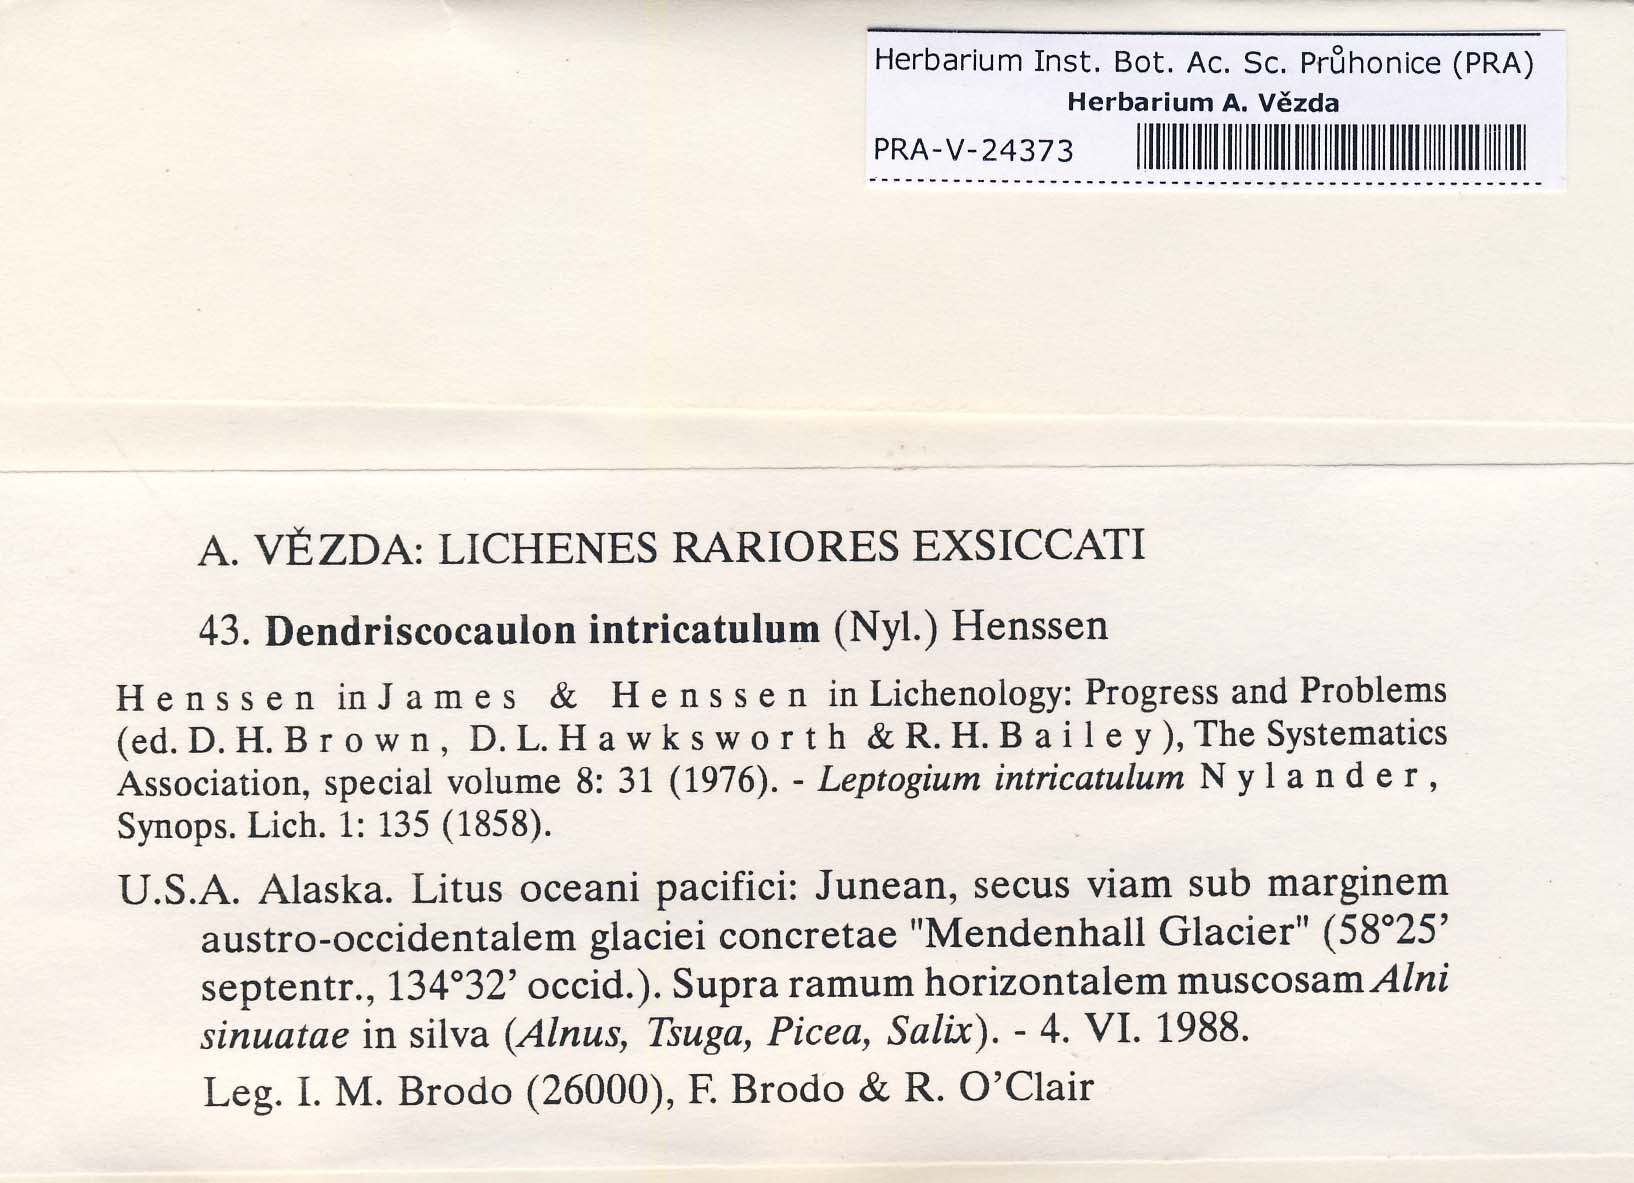 Herbarium Inst. Bot. Ac. Sc. Průhonice (PRA)
Herbarium A. Vězda
PRA-V-24373
A. VĚZDA: LICHENES RARIORES EXSICCATI
43. Dendriscocaulon intricatulum (Nyl.) Henssen
Henssen in James & Henssen in Lichenology: Progress and Problems
(ed. D. H. Brown, D. L. Hawksworth & R. H. Bailey), The Systematics
Association, special volume 8: 31 (1976). - Leptogium intricatulum Nylander,
Synops. Lich. 1: 135 (1858).
U.S.A. Alaska. Litus oceani pacifici: Junean, secus viam sub marginem
austro-occidentalem glaciei concretae "Mendenhall Glacier" (58°25’
septentr., 134°32’ occid.). Supra ramum horizontalem muscosam Alni
sinuatae in silva (Alnus, Tsuga, Picea, Salix). - 4. VI. 1988.
Leg. I. M. Brodo (26000), F. Brodo & R. O’Clair